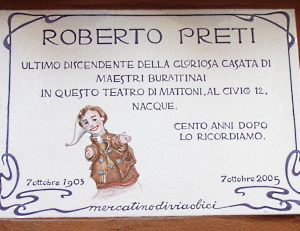 ROBERTO PRETI
ULTIMO DISCENDENTE DELLA GLORIOSA CASATA DI
MAESTRI BURATTINAI
IN QUESTO TEATRO DI MATTONI, AL CIVICO 12,
NACQUE.
CENTO ANNI DOPO
LO RICORDIAMO.
7 ottobre 1905
7 ottobre 2005
mercatinodiviaobici